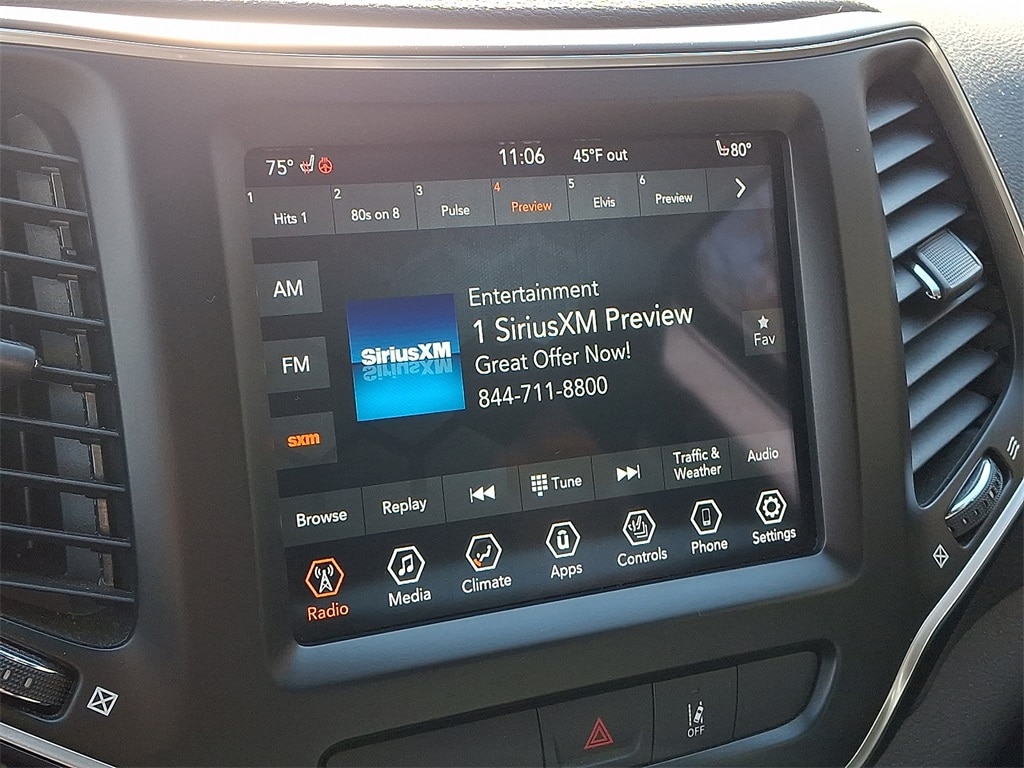 75° 11:06 45°F out 80°
1 Hits 1 2 80s on 8 3 Pulse 4 Preview 5 Elvis 6 Preview
AM
FM
sxm
SiriusXM
Entertainment
1 SiriusXM Preview
Great Offer Now!
844-711-8800
Fav
Browse Replay Tune Traffic &
Weather Audio
Radio Media Climate Apps Controls Phone Settings
OFF